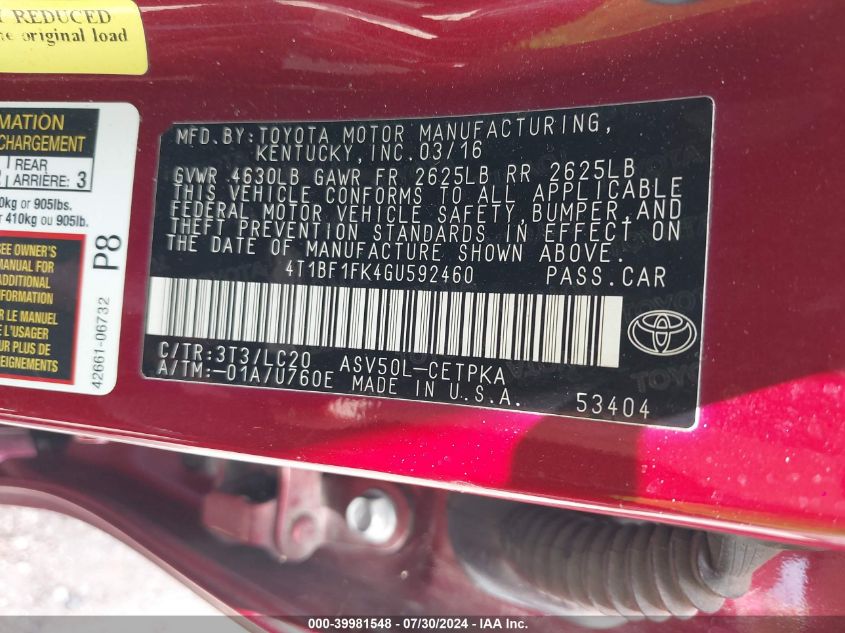 REDUCED
original load
MATION
CHARGEMENT
REAR
ARRIÈRE: 3
kg or 905lbs.
r 410kg ou 905lb.
SEE OWNER'S
MANUAL FOR
ADDITIONAL
INFORMATION
LE MANUEL
L'USAGER
POUR PLUS DE
P8
42661-06732
MFD.BY:TOYOTA MOTOR MANUFACTURING,
KENTUCKY,INC.03/16
GVWR 4630LB GAWR FR 2625LB RR 2625LB
THIS VEHICLE CONFORMS TO ALL APPLICABLE
FEDERAL MOTOR VEHICLE SAFETY,BUMPER,AND
THEFT PREVENTION STANDARDS IN EFFECT ON
THE DATE OF MANUFACTURE SHOWN ABOVE.
4T1BF1FK4GU592460 PASS.CAR
C/TR:3T3/LC20 ASV50L-CETPKA
A/TM:-01A/U760E MADE IN U.S.A. 53404
000-39981548 - 07/30/2024 - IAA Inc.